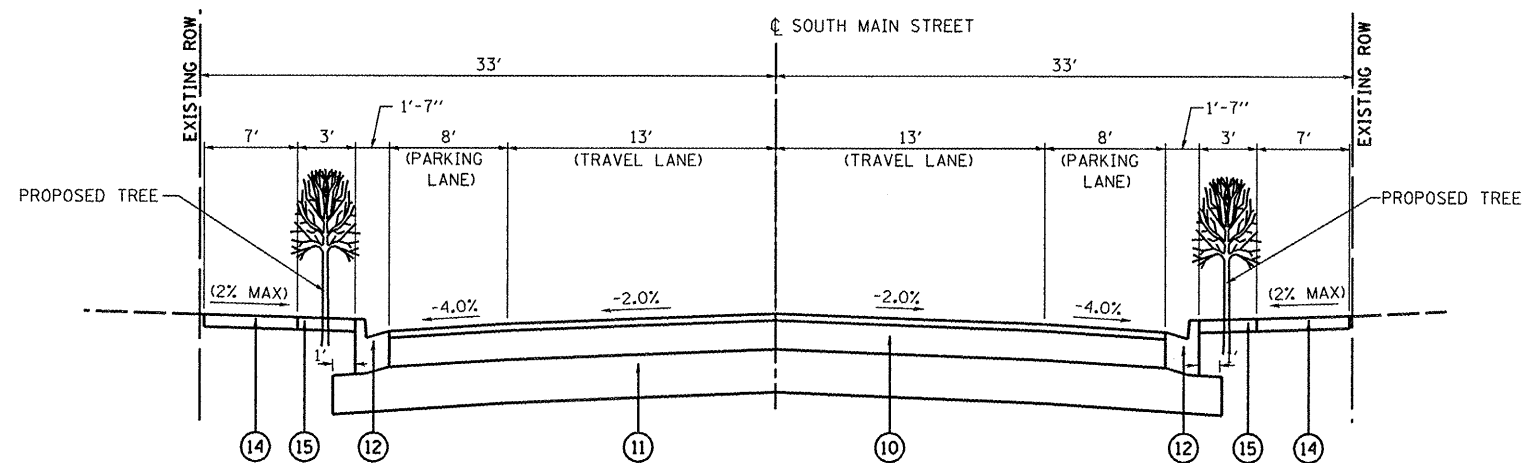 ℄ SOUTH MAIN STREET
EXISTING ROW
EXISTING ROW
33'
33'
1'-7"
1'-7"
7'
3'
8'
(PARKING
LANE)
13'
(TRAVEL LANE)
13'
(TRAVEL LANE)
8'
(PARKING
LANE)
3'
7'
PROPOSED TREE
PROPOSED TREE
(2% MAX)
-4.0%
-2.0%
-2.0%
-4.0%
(2% MAX)
1'
14
15
12
11
10
12
15
14